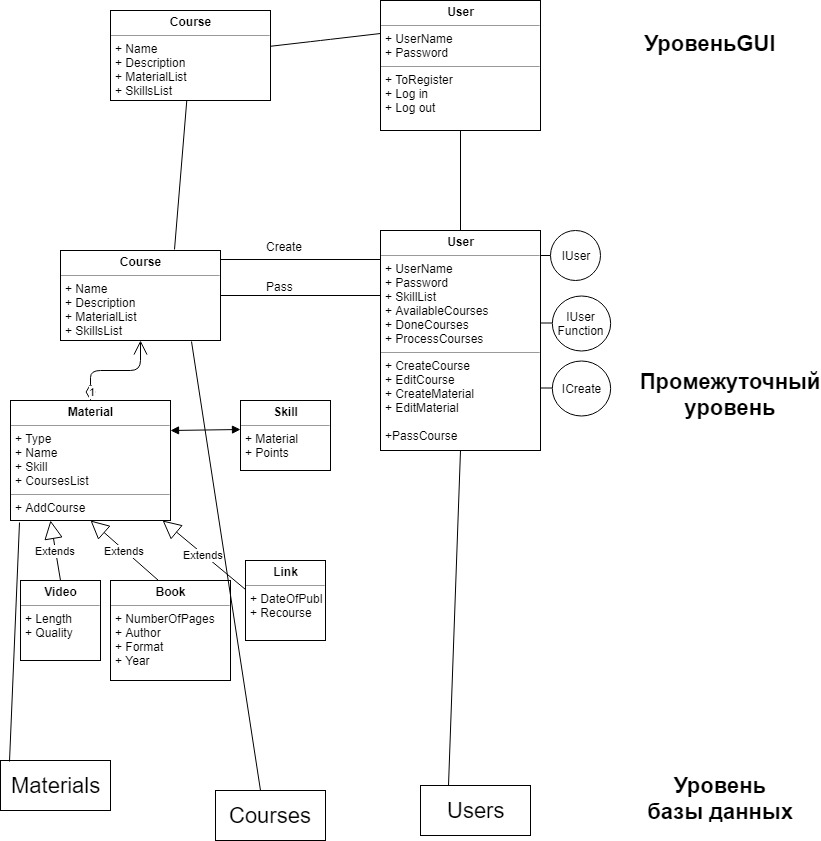 Course
+ Name
+ Description
+ MaterialList
+ SkillsList
User
+ UserName
+ Password
+ ToRegister
+ Log in
+ Log out
УровеньGUI
Course
+ Name
+ Description
+ MaterialList
+ SkillsList
Create
Pass
User
+ UserName
+ Password
+ SkillList
+ AvailableCourses
+ DoneCourses
+ ProcessCourses
+ CreateCourse
+ EditCourse
+ CreateMaterial
+ EditMaterial
+PassCourse
IUser
IUser
Function
ICreate
Промежуточный
уровень
1
Material
+ Type
+ Name
+ Skill
+ CoursesList
+ AddCourse
Skill
+ Material
+ Points
Extends
Extends
Extends
Video
+ Length
+ Quality
Book
+ NumberOfPages
+ Author
+ Format
+ Year
Link
+ DateOfPubl
+ Recourse
Materials
Courses
Users
Уровень
базы данных